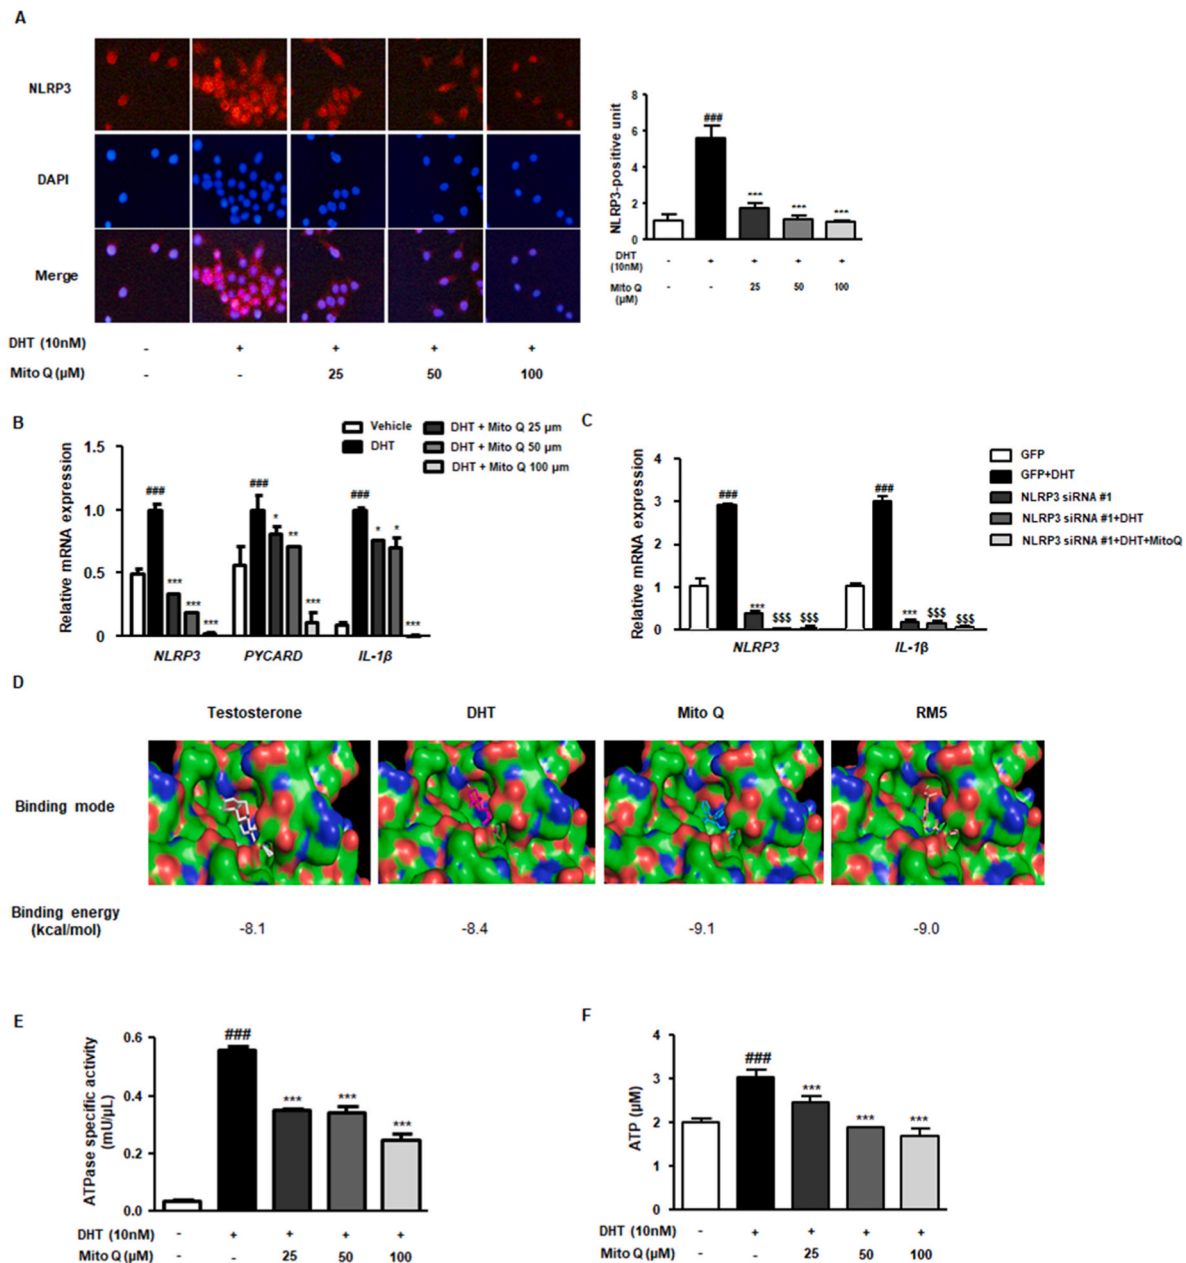 A
NLRP3
DAPI
Merge
DHT (10nM) - + + + +
Mito Q (µM) - - 25 50 100
NLRP3-positive unit
8
6
4
2
0
###
***
***
***
DHT (10nM) - + + + +
Mito Q (µM) - - 25 50 100
B
Vehicle
DHT
DHT + Mito Q 25 µm
DHT + Mito Q 50 µm
DHT + Mito Q 100 µm
Relative mRNA expression
1.5
1.0
0.5
0
### *** *** ***
### * ** ***
### * * ***
NLRP3 PYCARD IL-1β
C
GFP
GFP+DHT
NLRP3 siRNA #1
NLRP3 siRNA #1+DHT
NLRP3 siRNA #1+DHT+MitoQ
Relative mRNA expression
4
3
2
1
0
### *** $$$ $$$
### *** $$$ $$$
NLRP3 IL-1β
D
Testosterone DHT Mito Q RM5
Binding mode
Binding energy
(kcal/mol)
-8.1 -8.4 -9.1 -9.0
E
ATPase specific activity
(mU/µL)
0.6
0.4
0.2
0.0
###
***
***
***
DHT (10nM) - + + + +
Mito Q (µM) - - 25 50 100
F
ATP (µM)
4
3
2
1
0
###
***
***
***
DHT (10nM) - + + + +
Mito Q (µM) - - 25 50 100